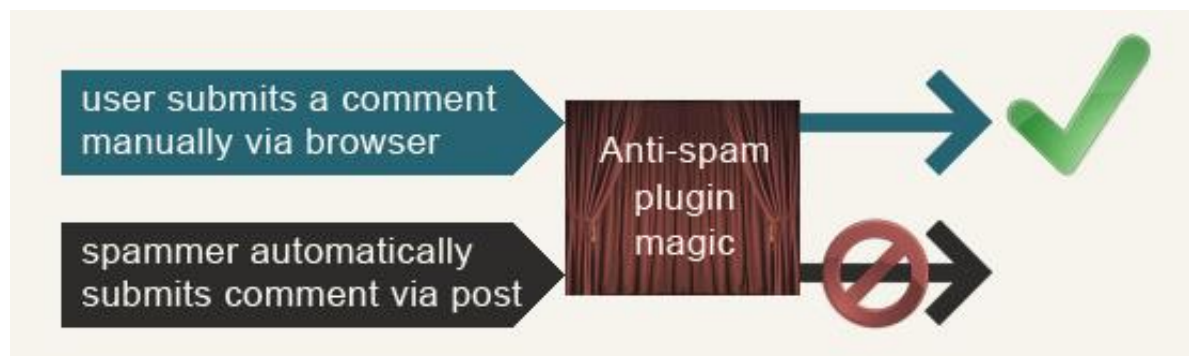 user submits a comment
manually via browser
Anti-spam
plugin
magic
spammer automatically
submits comment via post